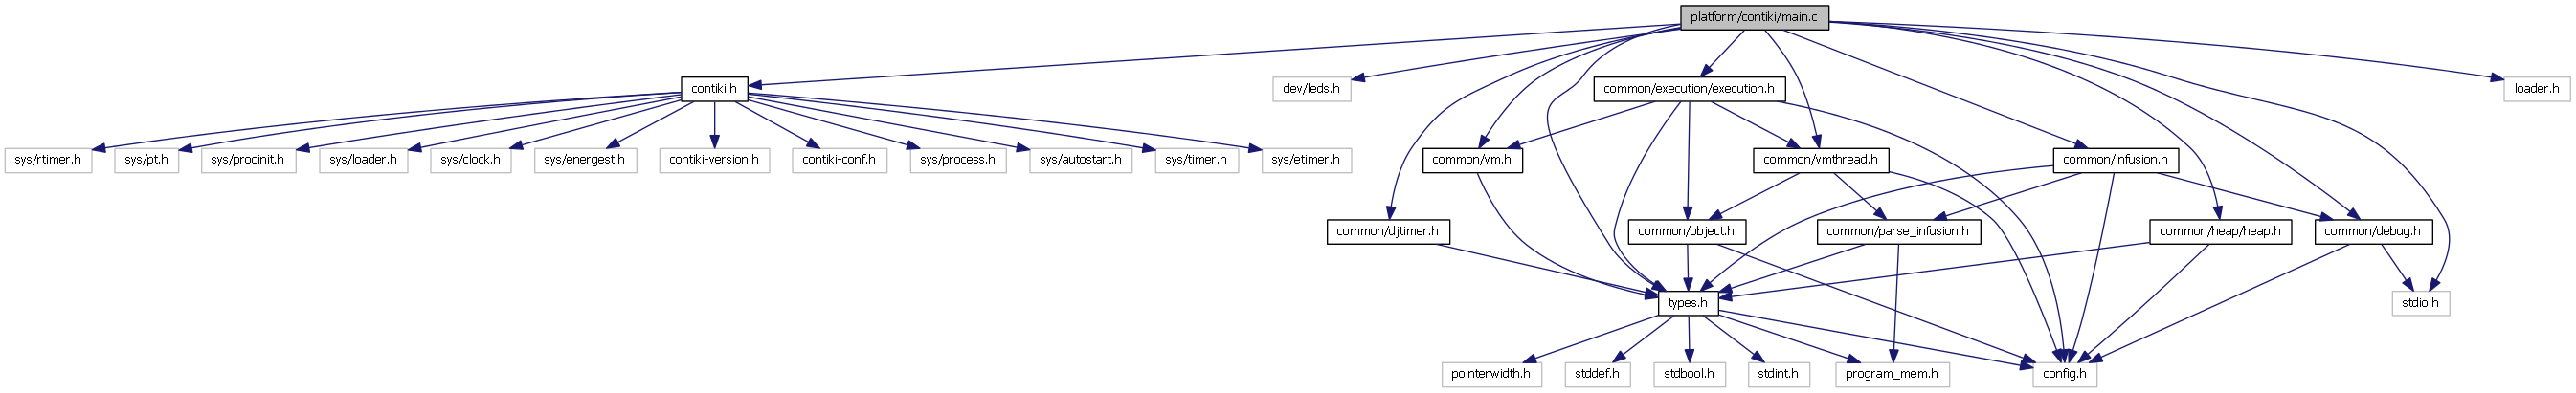 platform/contiki/main.c
contiki.h
dev/leds.h
common/execution/execution.h
loader.h
sys/rtimer.h
sys/pt.h
sys/procinit.h
sys/loader.h
sys/clock.h
sys/energest.h
contiki-version.h
contiki-conf.h
sys/process.h
sys/autostart.h
sys/timer.h
sys/etimer.h
common/vm.h
common/vmthread.h
common/infusion.h
common/djtimer.h
common/object.h
common/parse_infusion.h
common/heap/heap.h
common/debug.h
types.h
stdio.h
pointerwidth.h
stddef.h
stdbool.h
stdint.h
program_mem.h
config.h